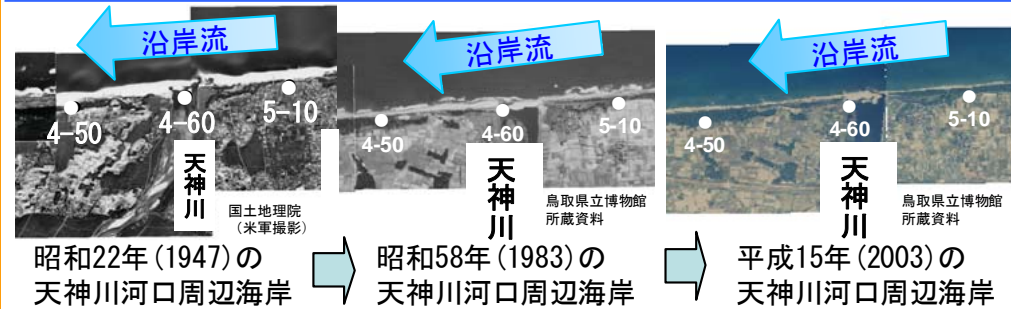 沿岸流
4-50
4-60
5-10
天神川
国土地理院
(米軍撮影)
昭和22年(1947)の
天神川河口周辺海岸
沿岸流
4-50
4-60
5-10
天神川
鳥取県立博物館
所蔵資料
昭和58年(1983)の
天神川河口周辺海岸
沿岸流
4-50
4-60
5-10
天神川
鳥取県立博物館
所蔵資料
平成15年(2003)の
天神川河口周辺海岸